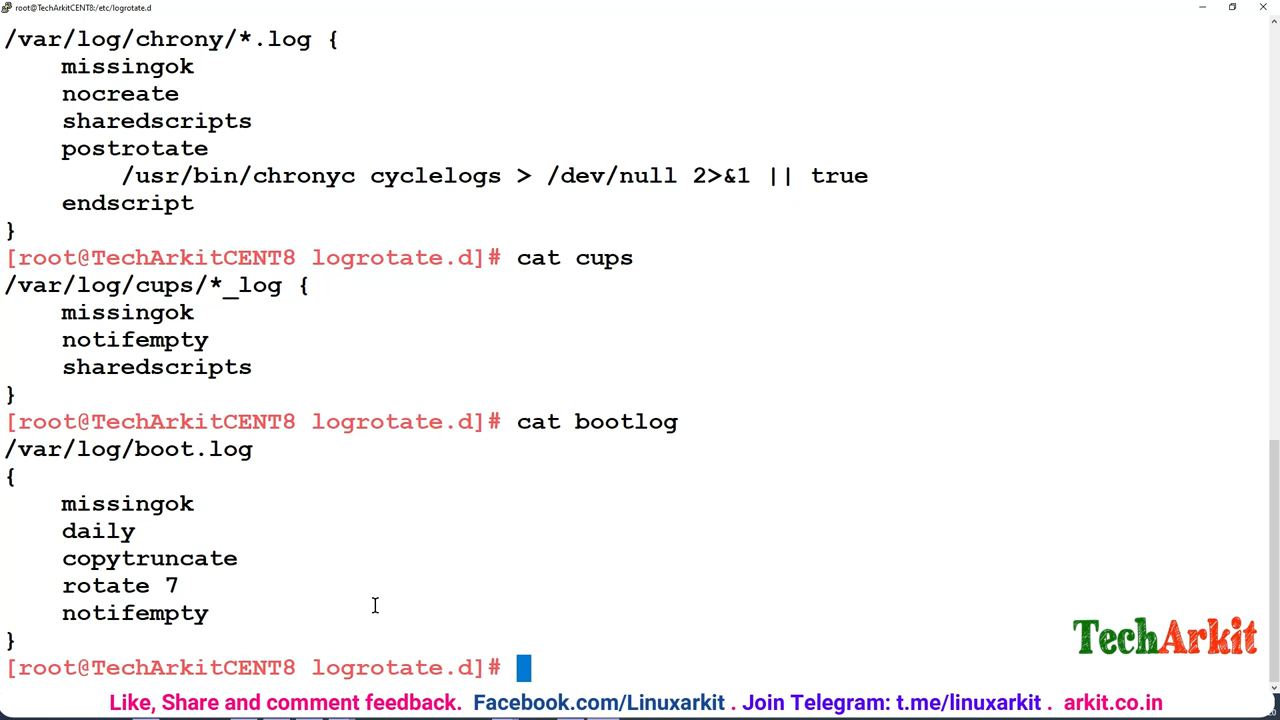 root@TechArkitCENT8:/etc/logrotate.d
/var/log/chrony/*.log {
    missingok
    nocreate
    sharedscripts
    postrotate
        /usr/bin/chronyc cyclelogs > /dev/null 2>&1 || true
    endscript
}
[root@TechArkitCENT8 logrotate.d]# cat cups
/var/log/cups/*_log {
    missingok
    notifempty
    sharedscripts
}
[root@TechArkitCENT8 logrotate.d]# cat bootlog
/var/log/boot.log
{
    missingok
    daily
    copytruncate
    rotate 7
    notifempty
}
[root@TechArkitCENT8 logrotate.d]#
TechArkit
Like, Share and comment feedback. Facebook.com/Linuxarkit . Join Telegram: t.me/linuxarkit . arkit.co.in